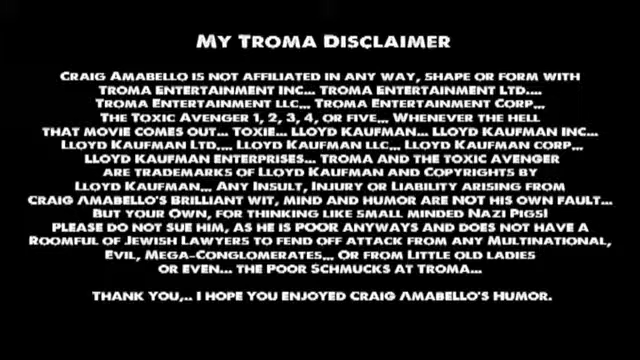 MY TROMA DISCLAIMER
CRAIG AMABELLO IS NOT AFFILIATED IN ANY WAY, SHAPE OR FORM WITH
TROMA ENTERTAINMENT INC... TROMA ENTERTAINMENT LTD....
TROMA ENTERTAINMENT LLC,.. TROMA ENTERTAINMENT CORP,..
THE TOXIC AVENGER 1, 2, 3, 4, OR FIVE... WHENEVER THE HELL
THAT MOVIE COMES OUT... TOXIE... LLOYD KAUFMAN... LLOYD KAUFMAN INC...
LLOYD KAUFMAN LTD,... LLOYD KAUFMAN LLC,.. LLOYD KAUFMAN CORP,..
LLOYD KAUFMAN ENTERPRISES... TROMA AND THE TOXIC AVENGER
ARE TRADEMARKS OF LLOYD KAUFMAN AND COPYRIGHTS BY
LLOYD KAUFMAN,.. ANY INSULT, INJURY OR LIABILITY ARISING FROM
CRAIG AMABELLO'S BRILLIANT WIT, MIND AND HUMOR ARE NOT HIS OWN FAULT...
BUT YOUR OWN, FOR THINKING LIKE SMALL MINDED NAZI PIGS!
PLEASE DO NOT SUE HIM, AS HE IS POOR ANYWAYS AND DOES NOT HAVE A
ROOMFUL OF JEWISH LAWYERS TO FEND OFF ATTACK FROM ANY MULTINATIONAL,
EVIL, MEGA-CONGLOMERATES... OR FROM LITTLE OLD LADIES
OR EVEN... THE POOR SCHMUCKS AT TROMA...
THANK YOU,.. I HOPE YOU ENJOYED CRAIG AMABELLO'S HUMOR.